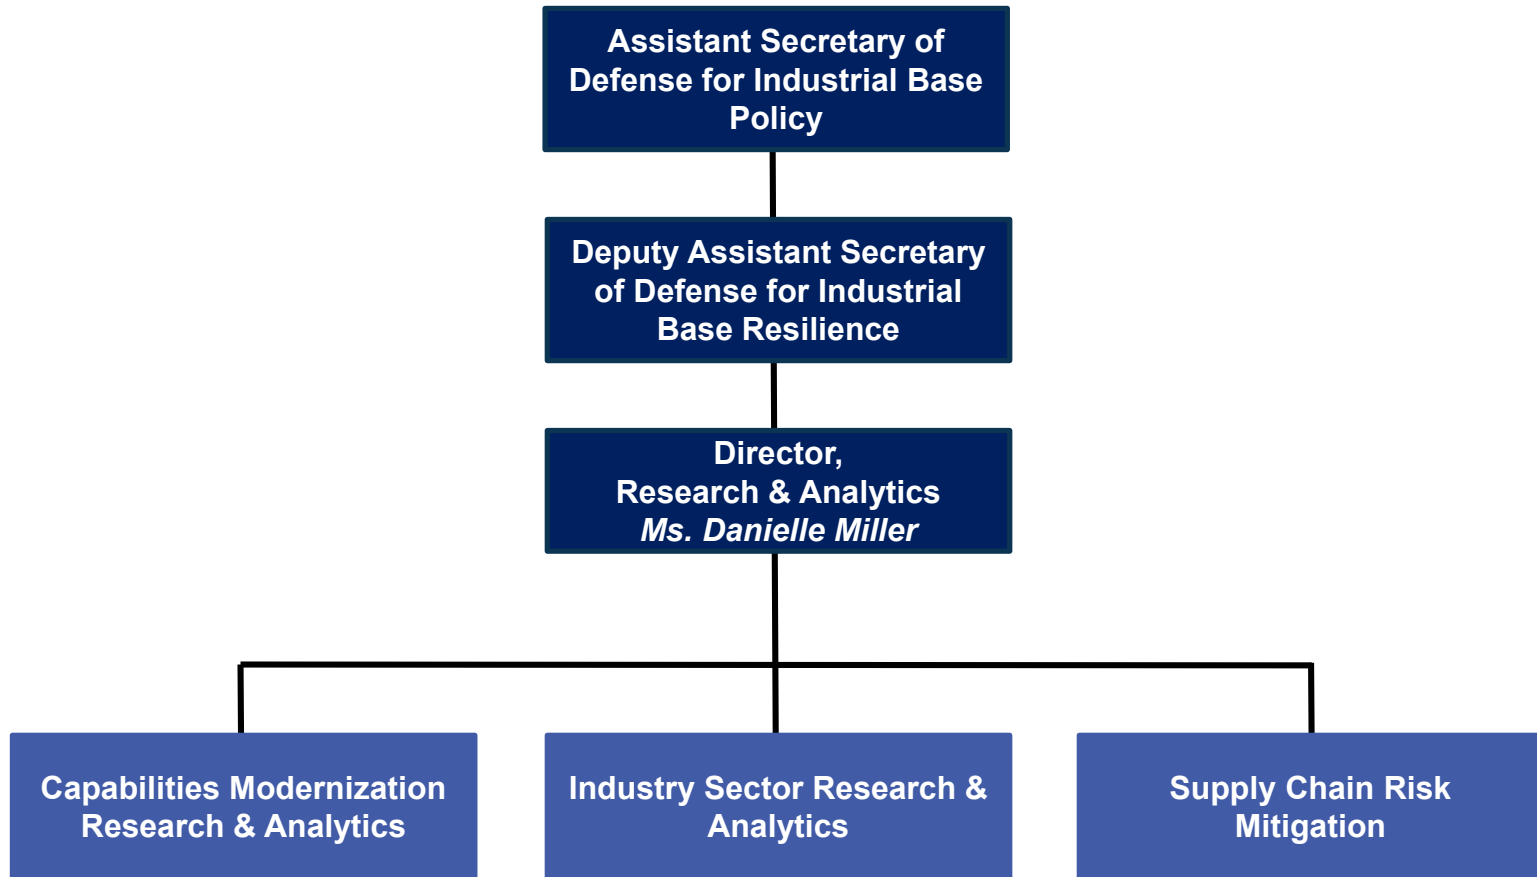 Assistant Secretary of
Defense for Industrial Base
Policy
Deputy Assistant Secretary
of Defense for Industrial
Base Resilience
Director,
Research & Analytics
Ms. Danielle Miller
Capabilities Modernization
Research & Analytics
Industry Sector Research &
Analytics
Supply Chain Risk
Mitigation